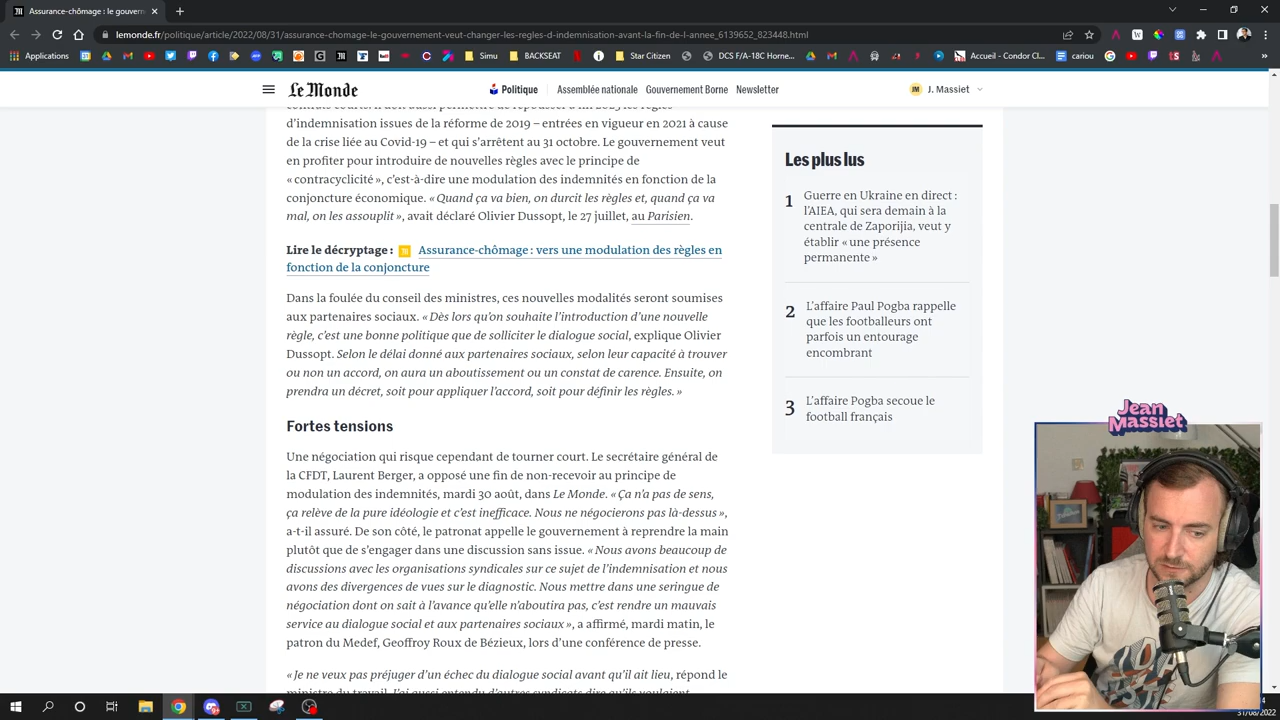 Assurance-chômage : le gouvern
lemonde.fr/politique/article/2022/08/31/assurance-chomage-le-gouvernement-veut-changer-les-regles-d-indemnisation-avant-la-fin-de-l-annee_6139652_823448.html
Applications
Simu
BACKSEAT
Star Citizen
DCS F/A-18C Horne...
Accueil - Condor Cl...
cariou
Le Monde
Politique
Assemblée nationale
Gouvernement Borne
Newsletter
JM
J. Massiet
d'indemnisation issues de la réforme de 2019 – entrées en vigueur en 2021 à cause
de la crise liée au Covid-19 – et qui s'arrêtent au 31 octobre. Le gouvernement veut
en profiter pour introduire de nouvelles règles avec le principe de
« contracyclicité », c'est-à-dire une modulation des indemnités en fonction de la
conjoncture économique. « Quand ça va bien, on durcit les règles et, quand ça va
mal, on les assouplit », avait déclaré Olivier Dussopt, le 27 juillet, au Parisien.
Lire le décryptage : Assurance-chômage : vers une modulation des règles en
fonction de la conjoncture
Dans la foulée du conseil des ministres, ces nouvelles modalités seront soumises
aux partenaires sociaux. « Dès lors qu'on souhaite l'introduction d'une nouvelle
règle, c'est une bonne politique que de solliciter le dialogue social, explique Olivier
Dussopt. Selon le délai donné aux partenaires sociaux, selon leur capacité à trouver
ou non un accord, on aura un aboutissement ou un constat de carence. Ensuite, on
prendra un décret, soit pour appliquer l'accord, soit pour définir les règles. »
Fortes tensions
Une négociation qui risque cependant de tourner court. Le secrétaire général de
la CFDT, Laurent Berger, a opposé une fin de non-recevoir au principe de
modulation des indemnités, mardi 30 août, dans Le Monde. « Ça n'a pas de sens,
ça relève de la pure idéologie et c'est inefficace. Nous ne négocierons pas là-dessus »,
a-t-il assuré. De son côté, le patronat appelle le gouvernement à reprendre la main
plutôt que de s'engager dans une discussion sans issue. « Nous avons beaucoup de
discussions avec les organisations syndicales sur ce sujet de l'indemnisation et nous
avons des divergences de vues sur le diagnostic. Nous mettre dans une seringue de
négociation dont on sait à l'avance qu'elle n'aboutira pas, c'est rendre un mauvais
service au dialogue social et aux partenaires sociaux », a affirmé, mardi matin, le
patron du Medef, Geoffroy Roux de Bézieux, lors d'une conférence de presse.
« Je ne veux pas préjuger d'un échec du dialogue social avant qu'il ait lieu, répond le
ministre du travail. J'ai aussi entendu d'autres syndicats dire qu'ils voulaient
Les plus lus
1
Guerre en Ukraine en direct :
l'AIEA, qui sera demain à la
centrale de Zaporijia, veut y
établir « une présence
permanente »
2
L'affaire Paul Pogba rappelle
que les footballeurs ont
parfois un entourage
encombrant
3
L'affaire Pogba secoue le
football français
Jean
Massiet
31/08/2022